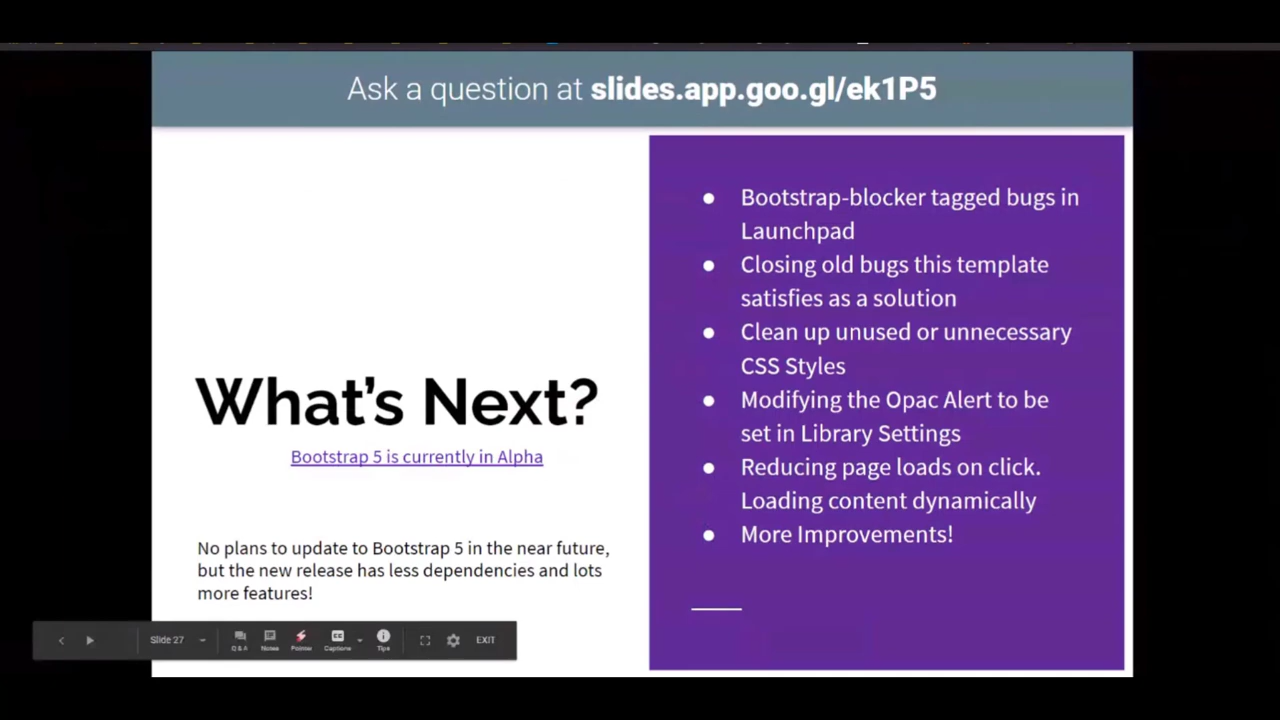 Ask a question at slides.app.goo.gl/ek1P5
What's Next?
Bootstrap 5 is currently in Alpha
No plans to update to Bootstrap 5 in the near future,
but the new release has less dependencies and lots
more features!
● Bootstrap-blocker tagged bugs in
Launchpad
● Closing old bugs this template
satisfies as a solution
● Clean up unused or unnecessary
CSS Styles
● Modifying the Opac Alert to be
set in Library Settings
● Reducing page loads on click.
Loading content dynamically
● More Improvements!
Slide 27
Q & A
Notes
Pointer
Captions
Tips
EXIT